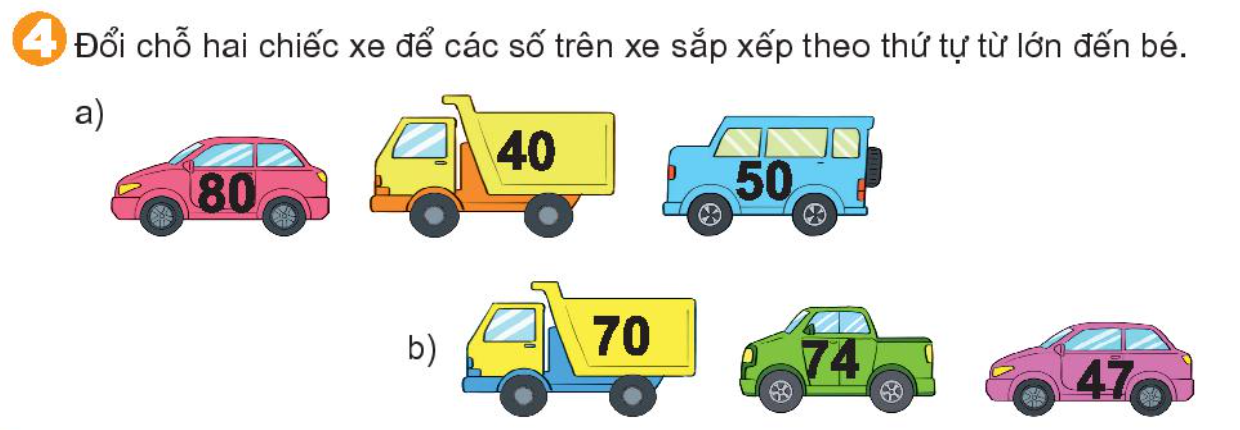 4 Đổi chỗ hai chiếc xe để các số trên xe sắp xếp theo thứ tự từ lớn đến bé.
a)
80 40 50
b)
70 74 47